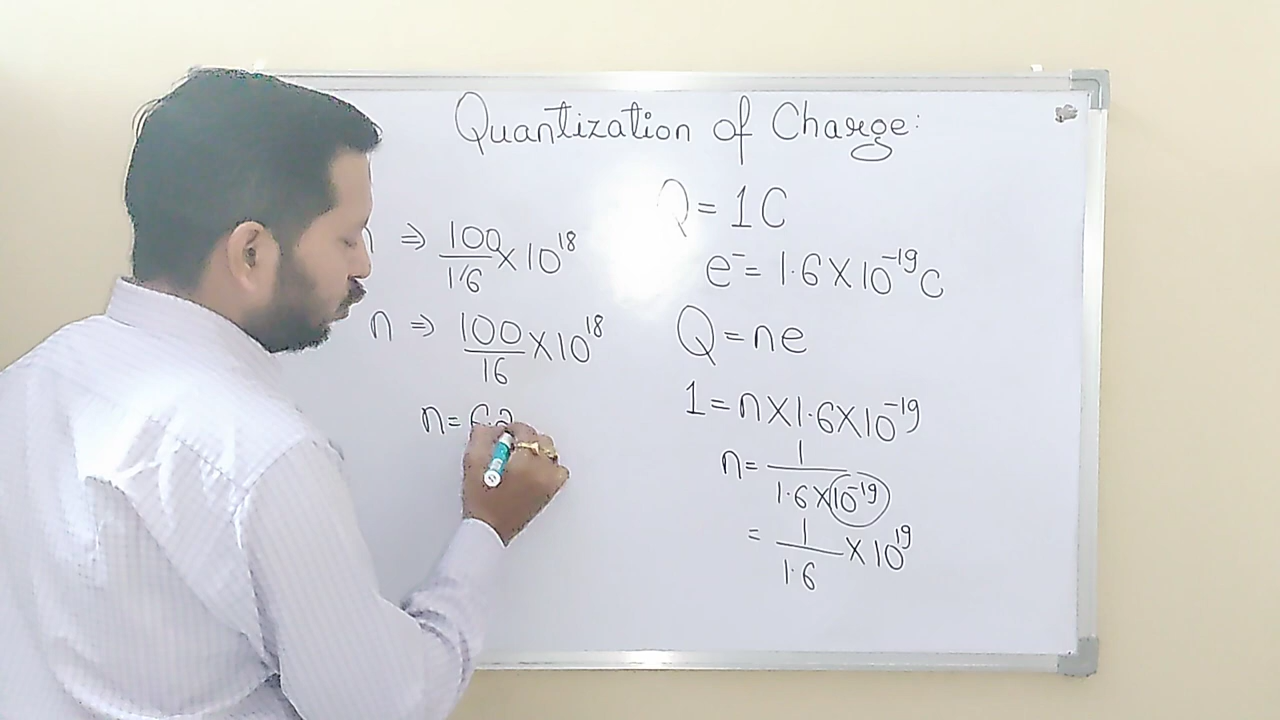 Quantization of Charge:
Q = 1C
e⁻ = 1.6 × 10⁻¹⁹ C
Q = ne
1 = n × 1.6 × 10⁻¹⁹
n = 1 / 1.6 × 10⁻¹⁹
= 1 / 1.6 × 10¹⁹
n ⇒ 100 / 1.6 × 10¹⁸
n ⇒ 100 / 16 × 10¹⁸
n = 6.2